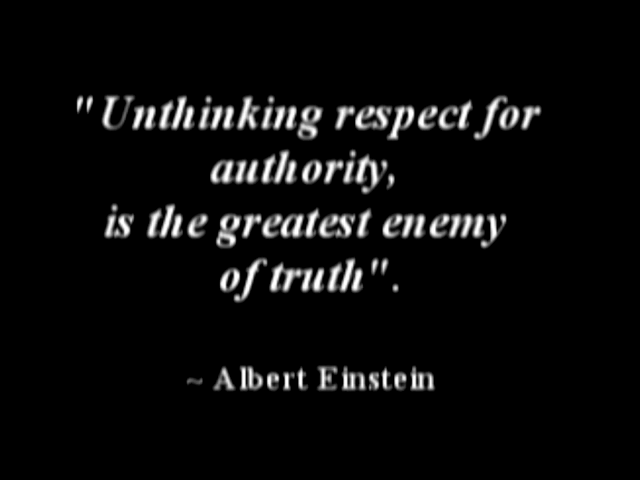 "Unthinking respect for
authority,
is the greatest enemy
of truth".
~ Albert Einstein